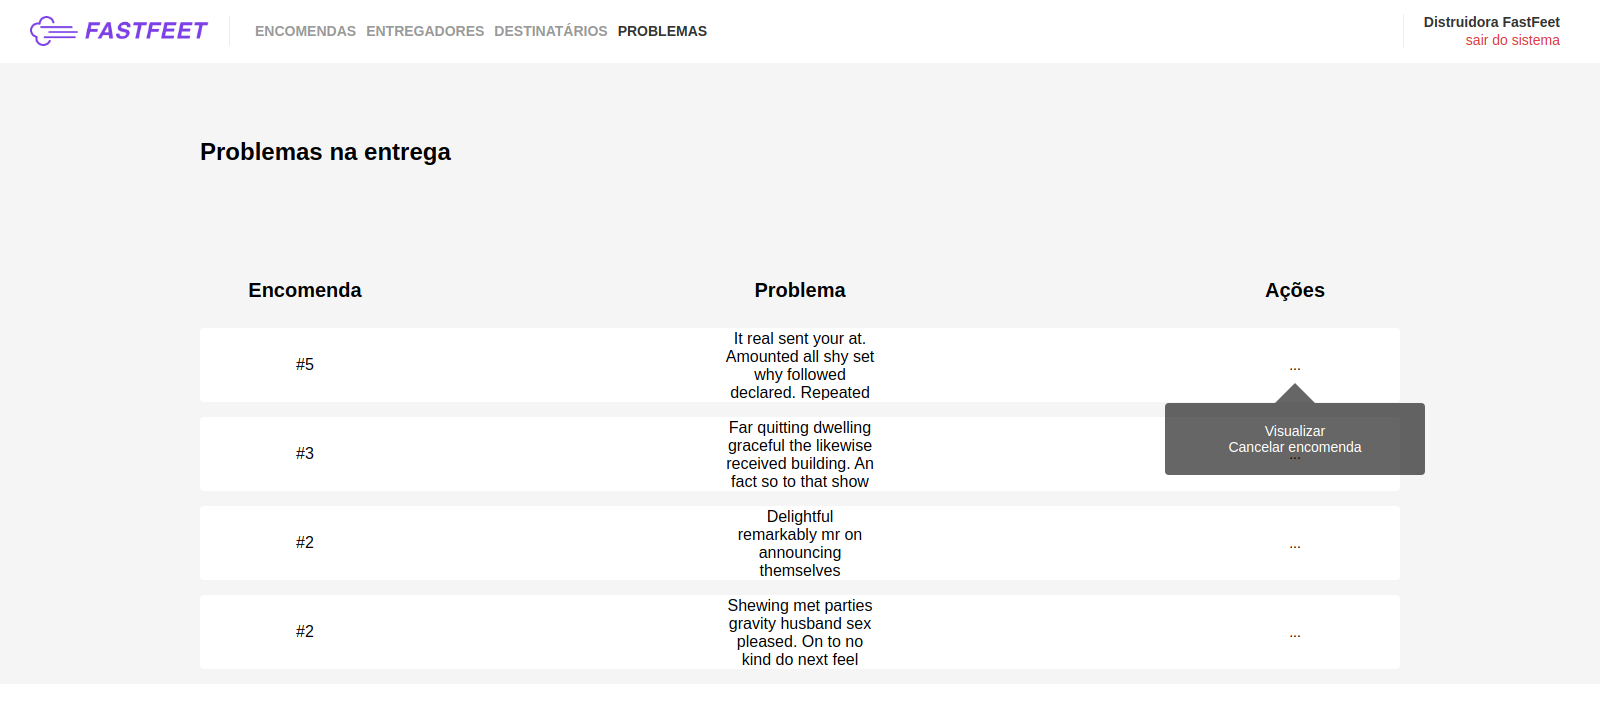 FASTFEET
ENCOMENDAS ENTREGADORES DESTINATÁRIOS PROBLEMAS
Distruidora FastFeet
sair do sistema
Problemas na entrega
Encomenda Problema Ações
#5
It real sent your at.
Amounted all shy set
why followed
declared. Repeated
...
Visualizar
Cancelar encomenda
#3
Far quitting dwelling
graceful the likewise
received building. An
fact so to that show
...
#2
Delightful
remarkably mr on
announcing
themselves
...
#2
Shewing met parties
gravity husband sex
pleased. On to no
kind do next feel
...